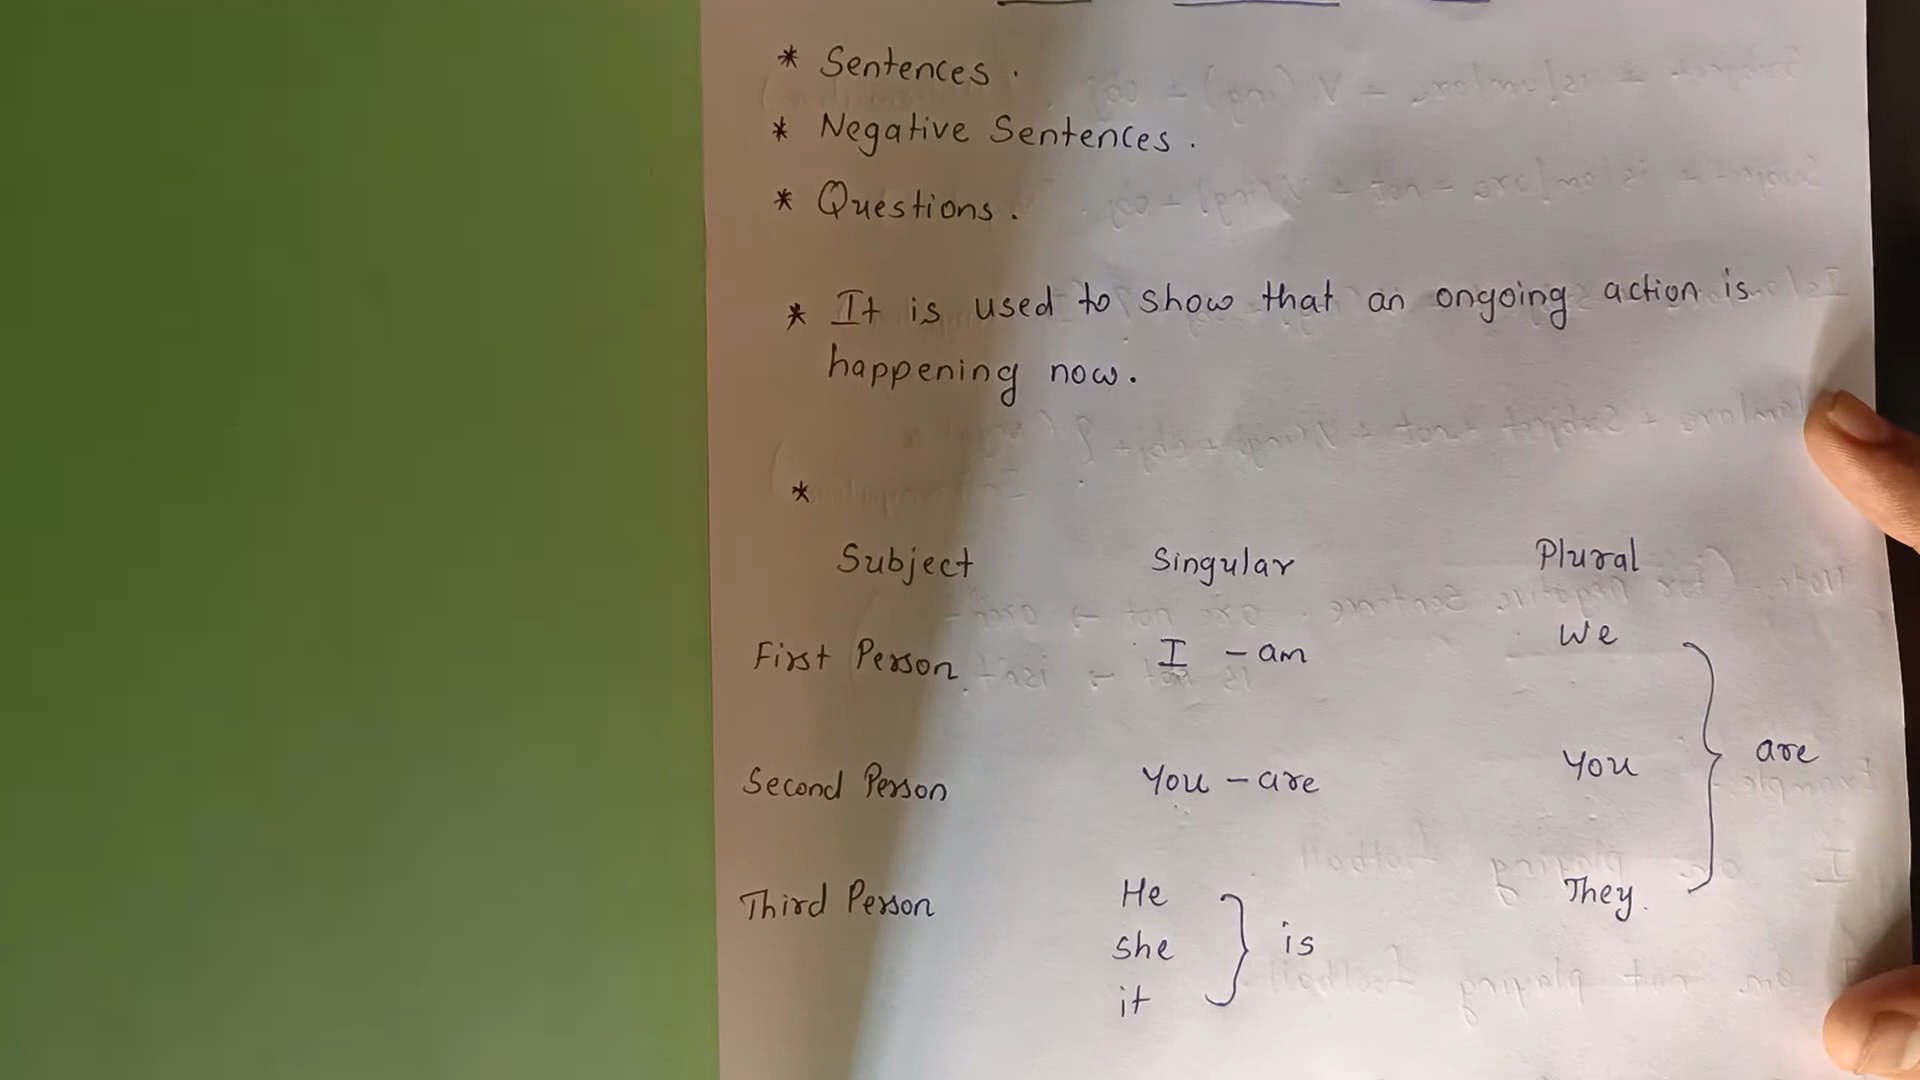 * Sentences.
* Negative Sentences.
* Questions.
* It is used to show that an ongoing action is
happening now.
*
Subject Singular Plural
First Person I - am We
Second Person You - are You } are
Third Person He They.
she } is
it